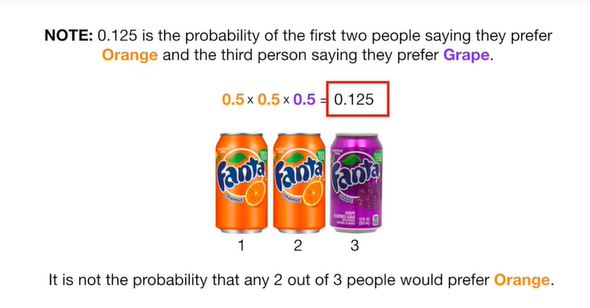 NOTE: 0.125 is the probability of the first two people saying they prefer
Orange and the third person saying they prefer Grape.
0.5 x 0.5 x 0.5 = 0.125
Fanta Fanta Fanta
ORANGE ORANGE GRAPE
1 2 3
It is not the probability that any 2 out of 3 people would prefer Orange.